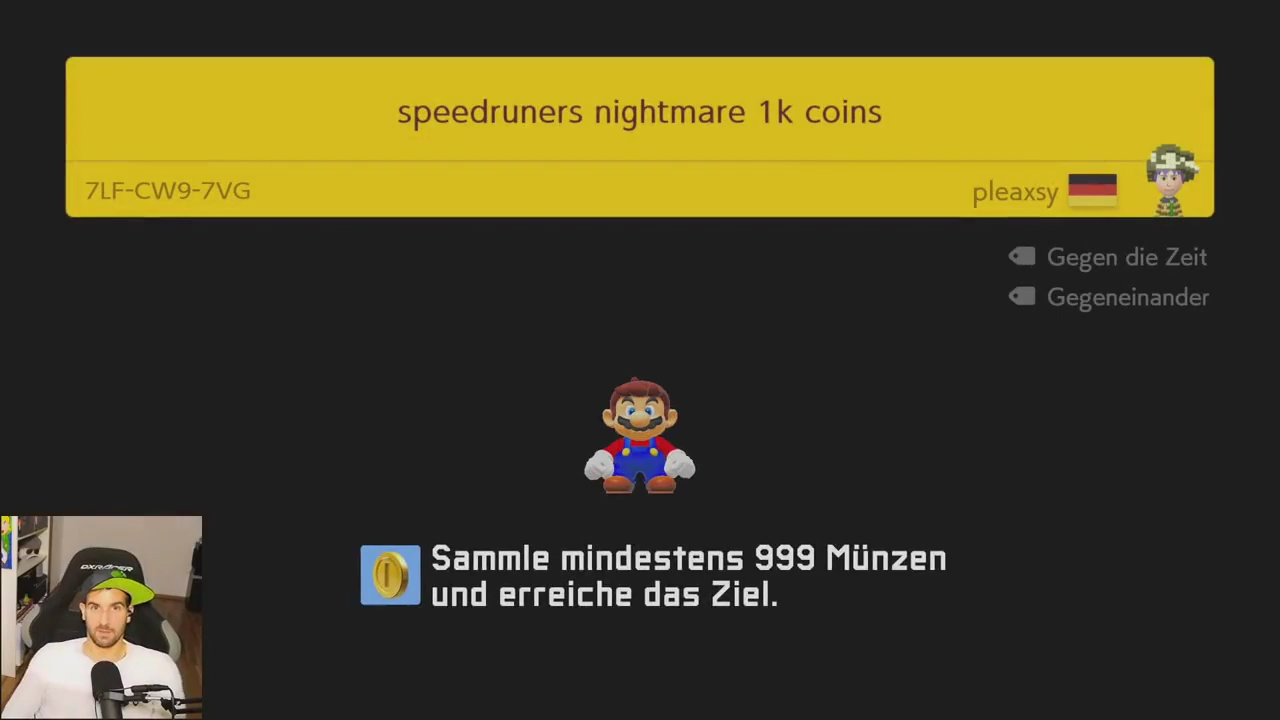 speedruners nightmare 1k coins
7LF-CW9-7VG
pleaxsy
Gegen die Zeit
Gegeneinander
Sammle mindestens 999 Münzen
und erreiche das Ziel.
DXRACER